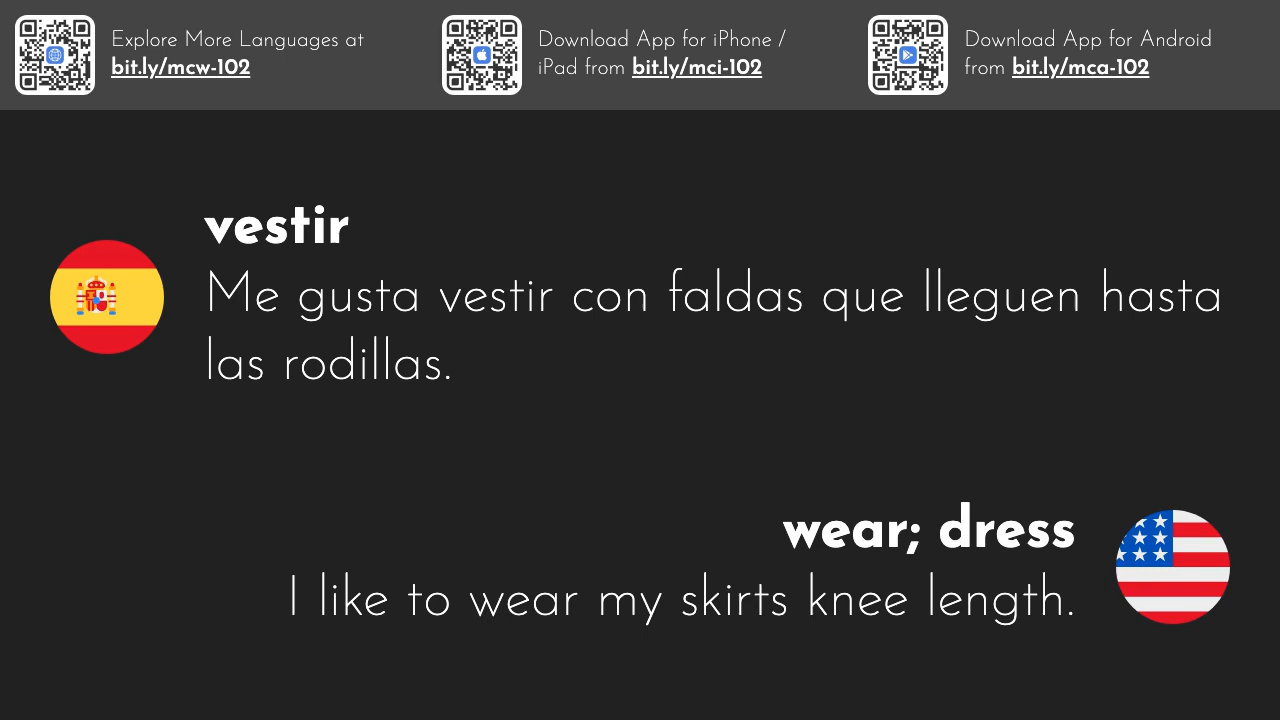 Explore More Languages at
bit.ly/mcw-102
Download App for iPhone /
iPad from bit.ly/mci-102
Download App for Android
from bit.ly/mca-102
vestir
Me gusta vestir con faldas que lleguen hasta
las rodillas.
wear; dress
I like to wear my skirts knee length.